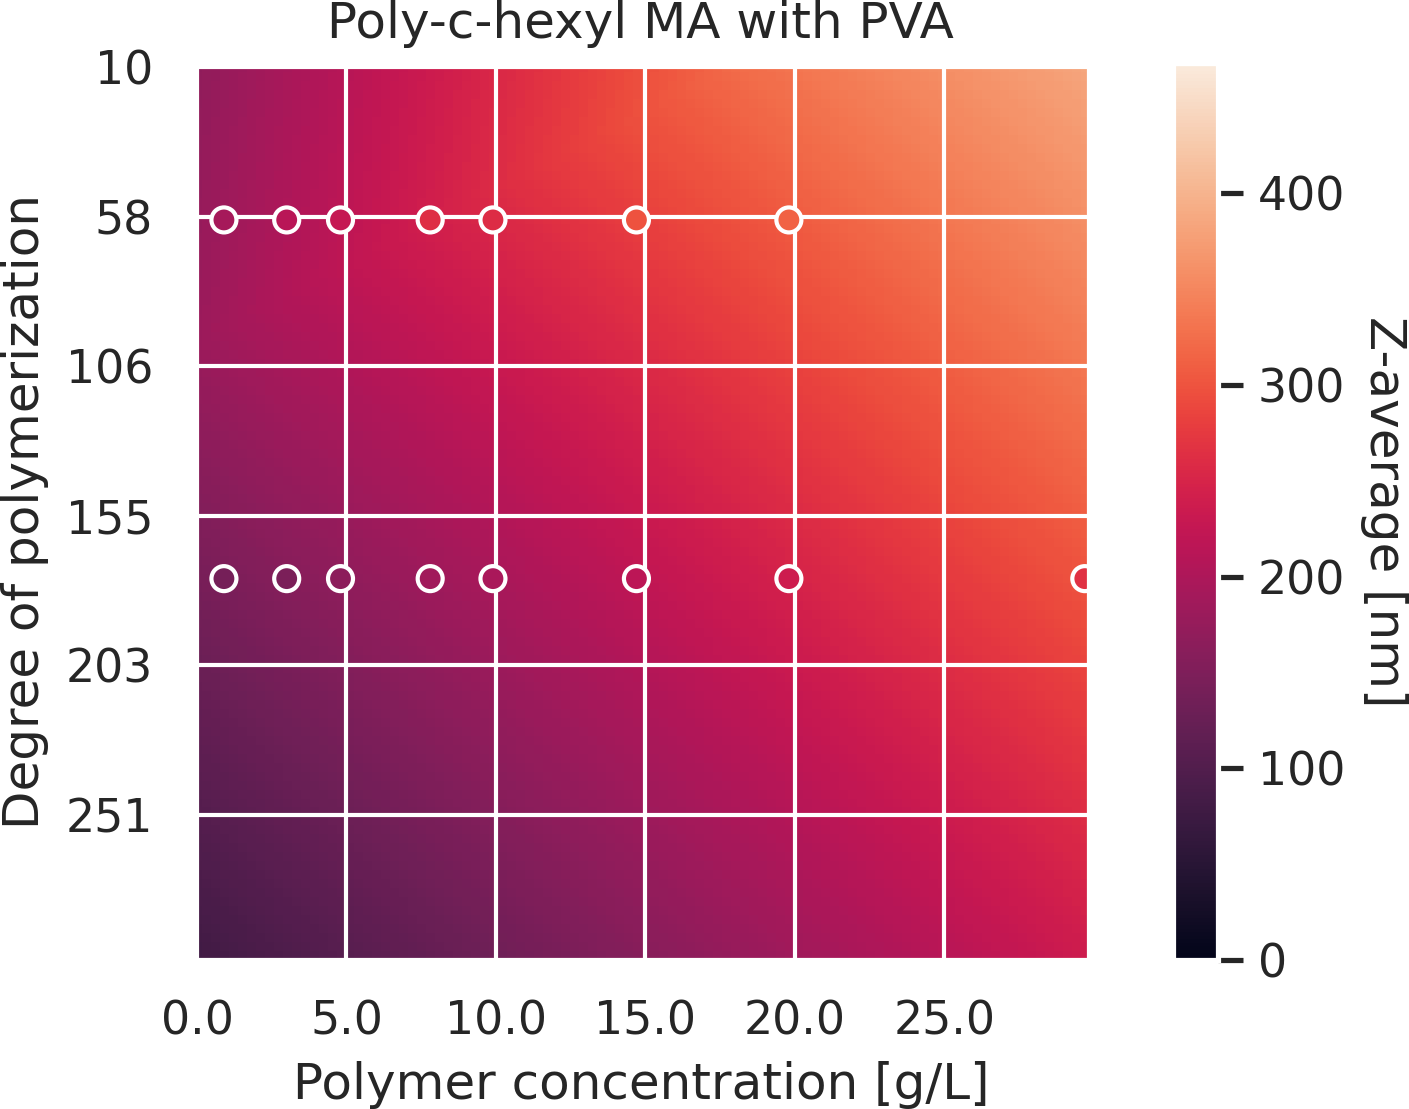 Poly-c-hexyl MA with PVA
Degree of polymerization
10
58
106
155
203
251
0.0 5.0 10.0 15.0 20.0 25.0
Polymer concentration [g/L]
400
300
200
100
0
Z-average [nm]